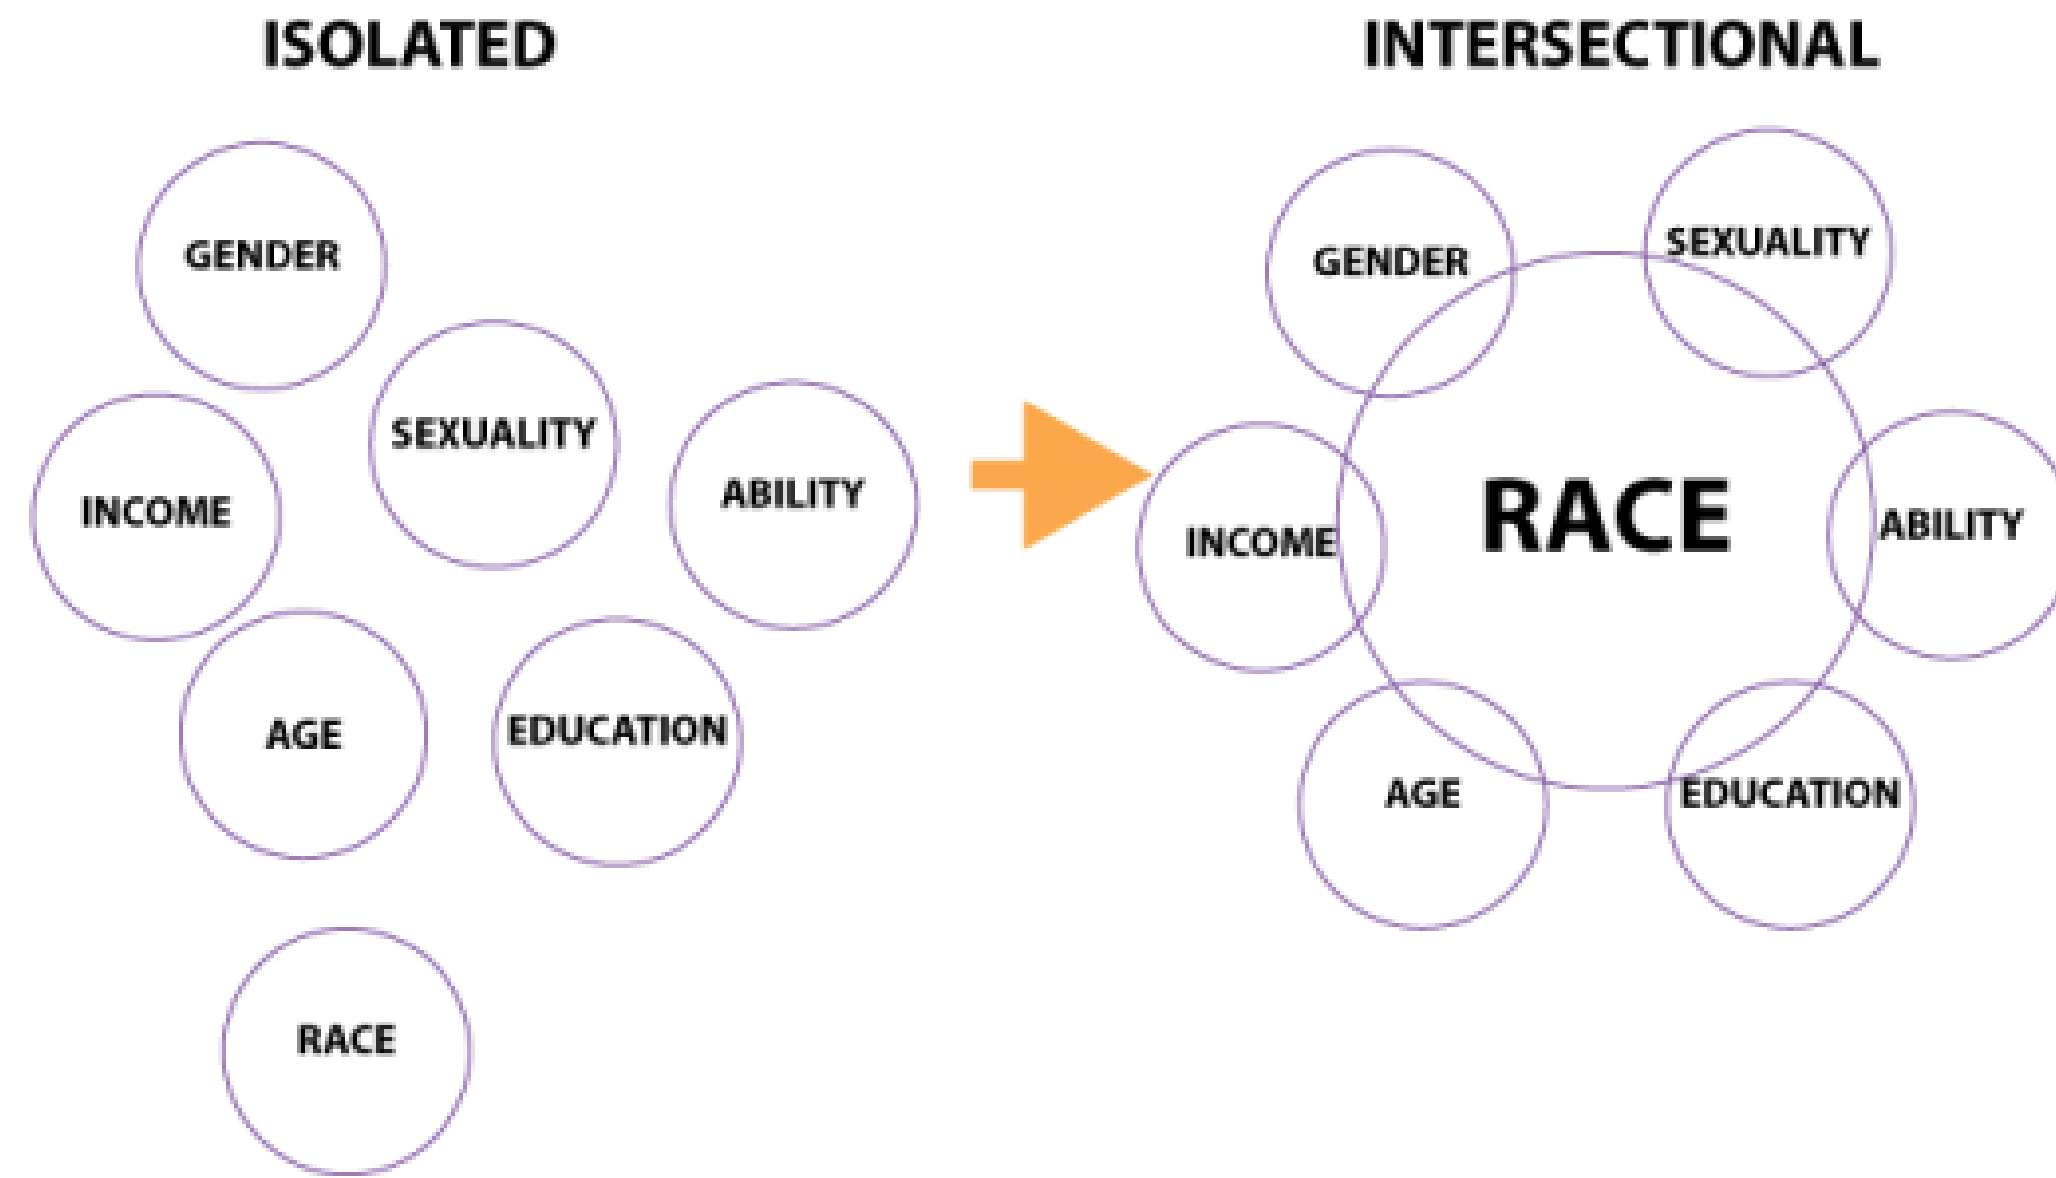 ISOLATED
GENDER
SEXUALITY
ABILITY
INCOME
AGE
EDUCATION
RACE
INTERSECTIONAL
GENDER
SEXUALITY
RACE
INCOME
ABILITY
AGE
EDUCATION